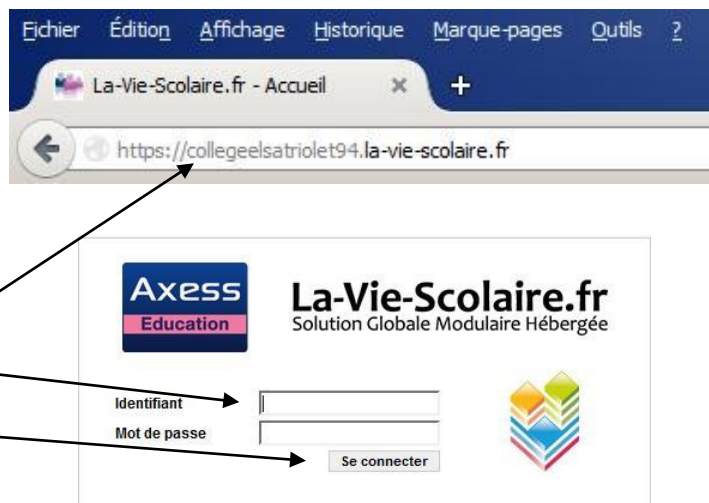 Fichier Édition Affichage Historique Marque-pages Outils ?
La-Vie-Scolaire.fr - Accueil × +
https://collegeelsatriolet94.la-vie-scolaire.fr
Axess
Education
La-Vie-Scolaire.fr
Solution Globale Modulaire Hébergée
Identifiant
Mot de passe
Se connecter